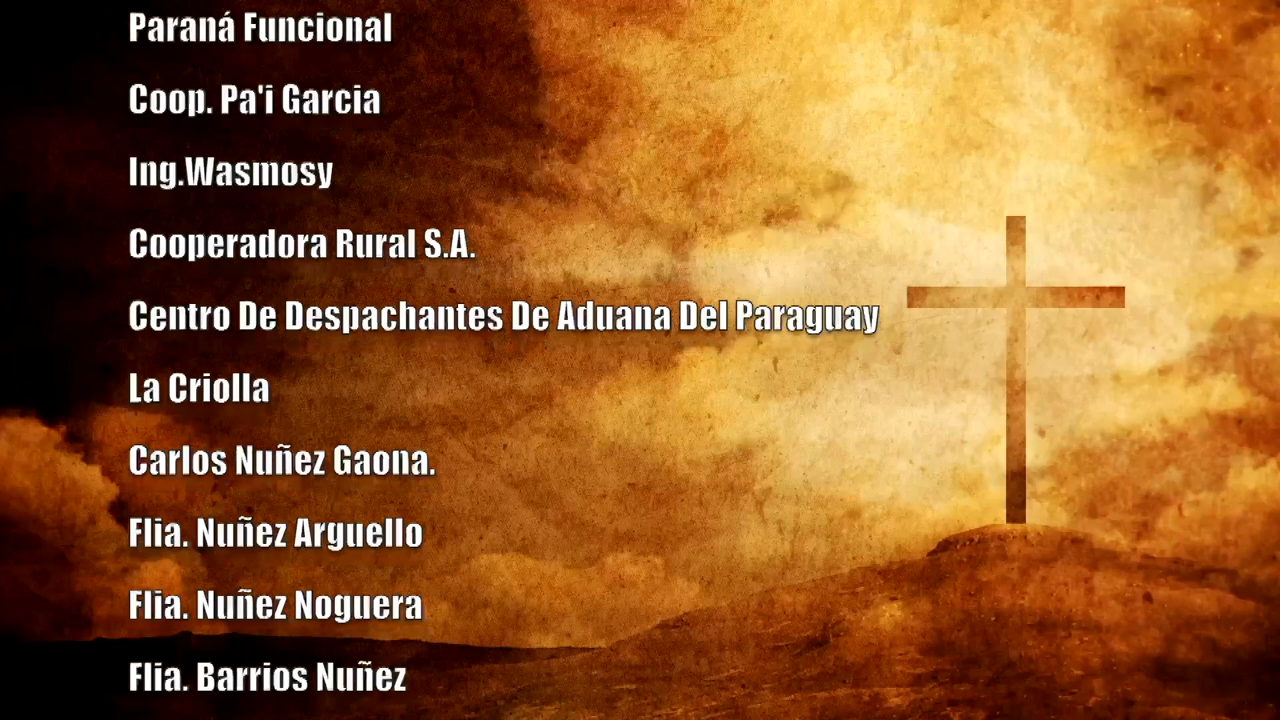 Paraná Funcional
Coop. Pa'i Garcia
Ing.Wasmosy
Cooperadora Rural S.A.
Centro De Despachantes De Aduana Del Paraguay
La Criolla
Carlos Nuñez Gaona.
Flia. Nuñez Arguello
Flia. Nuñez Noguera
Flia. Barrios Nuñez